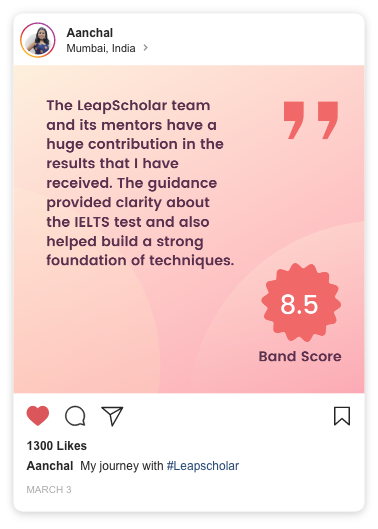 Aanchal
Mumbai, India
The LeapScholar team
and its mentors have a
huge contribution in the
results that I have
received. The guidance
provided clarity about
the IELTS test and also
helped build a strong
foundation of techniques.
8.5
Band Score
1300 Likes
Aanchal My journey with #Leapscholar
MARCH 3